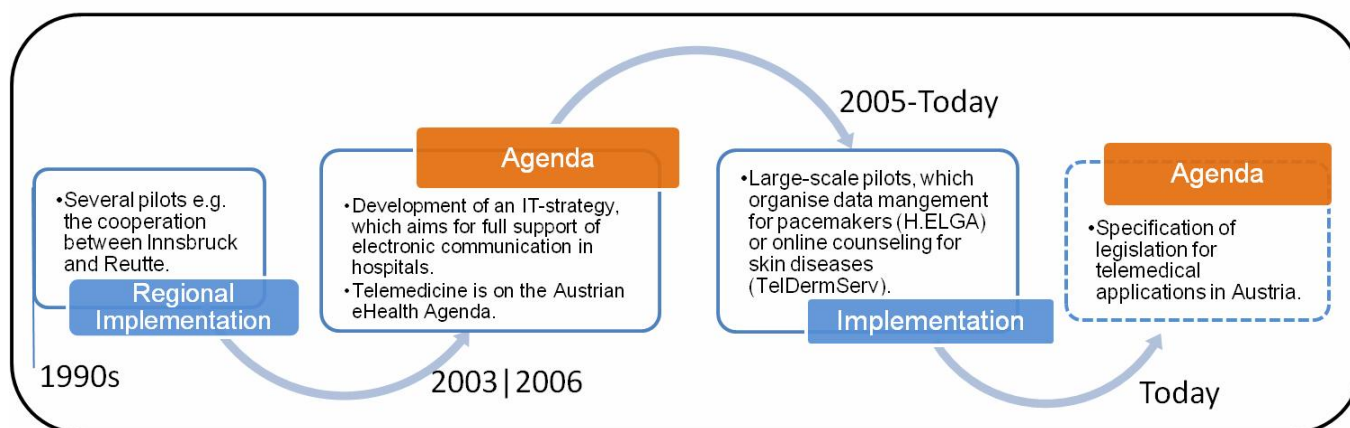 1990s
•Several pilots e.g.
the cooperation
between Innsbruck
and Reutte.
Regional
Implementation
2003|2006
Agenda
•Development of an IT-strategy,
which aims for full support of
electronic communication in
hospitals.
•Telemedicine is on the Austrian
eHealth Agenda.
2005-Today
•Large-scale pilots, which
organise data mangement
for pacemakers (H.ELGA)
or online counseling for
skin diseases
(TelDermServ).
Implementation
Today
Agenda
•Specification of
legislation for
telemedical
applications in Austria.